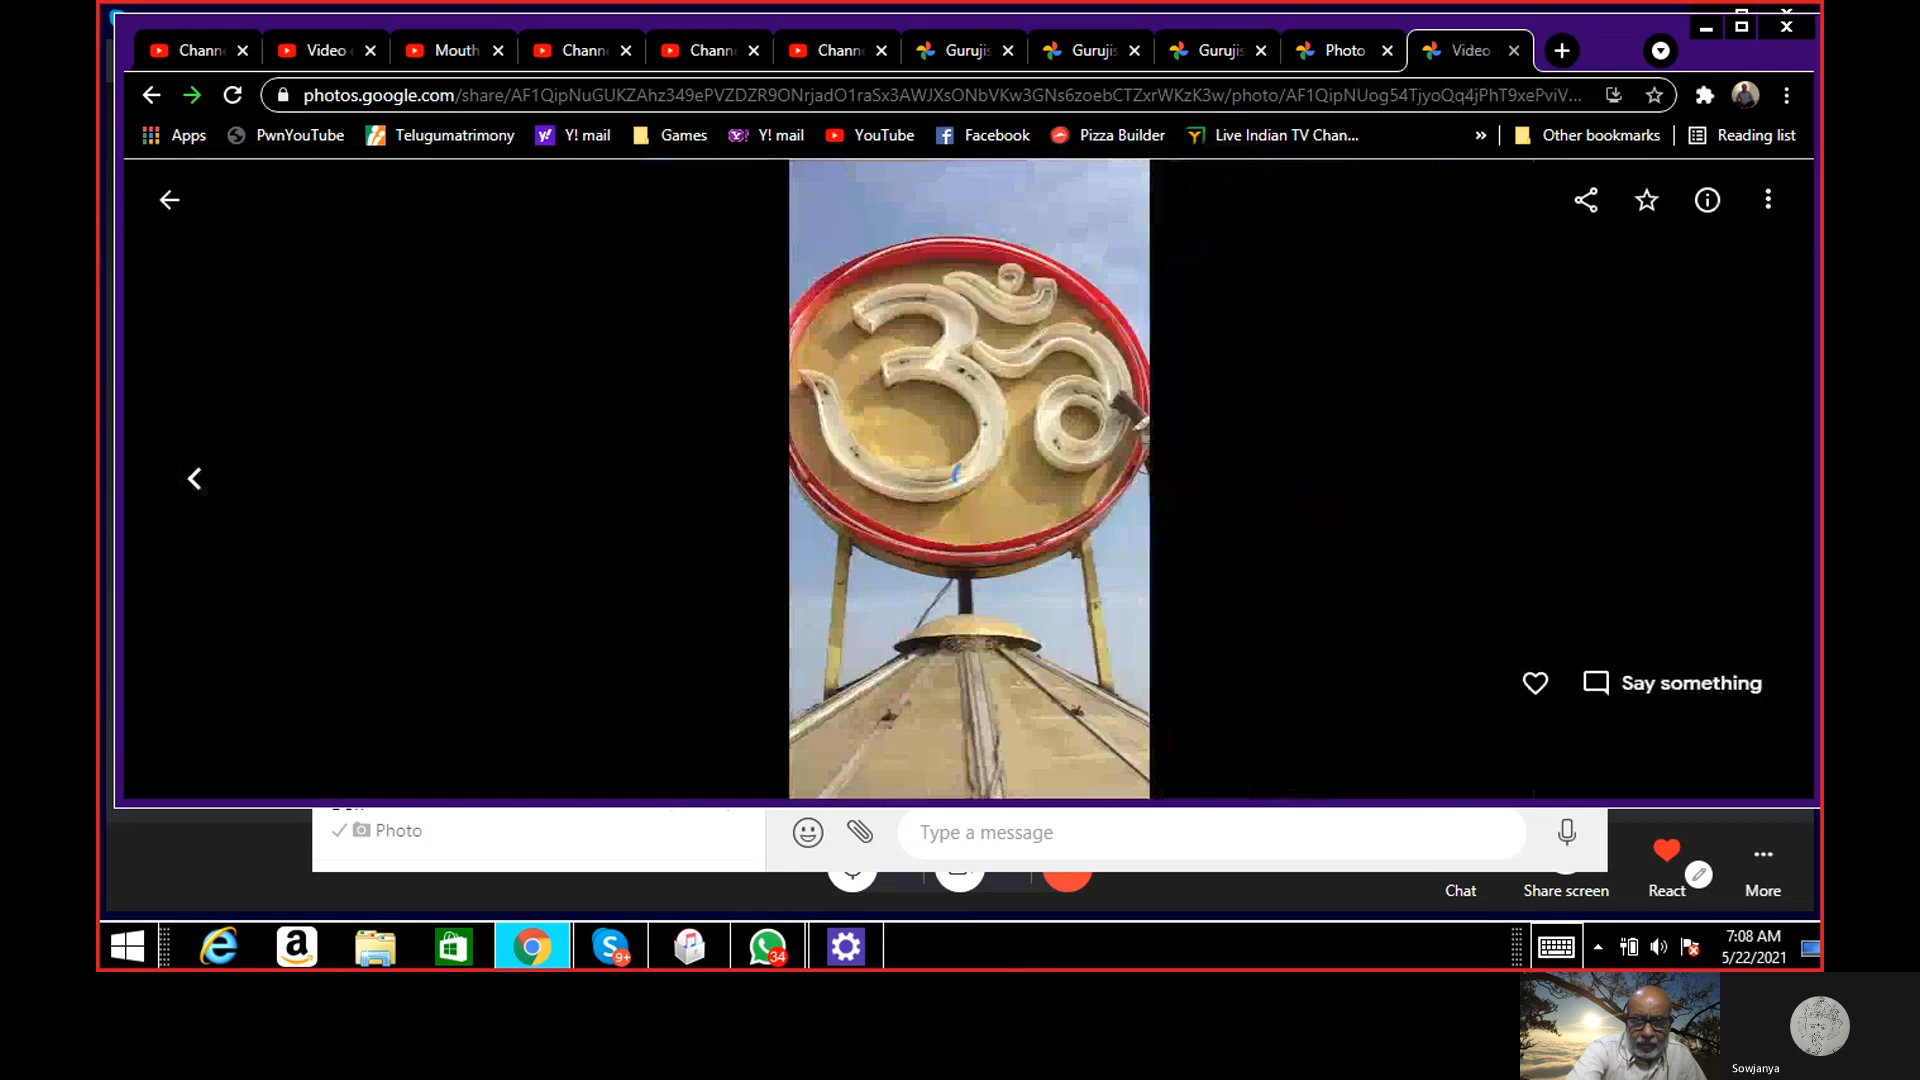 Chann
Video
Mouth
Chann
Chann
Chann
Gurujis
Gurujis
Gurujis
Photo
Video
photos.google.com/share/AF1QipNuGUKZAhz349ePVZDZR9ONrjadO1raSx3AWJXsONbVKw3GNs6zoebCTZxrWKzK3w/photo/AF1QipNUog54TjyoQq4jPhT9xePviV...
Apps PwnYouTube Telugumatrimony Y! mail Games Y! mail YouTube Facebook Pizza Builder Live Indian TV Chan... » Other bookmarks Reading list
ॐ
Say something
Photo
Type a message
Chat Share screen React More
9+
34
7:08 AM
5/22/2021
Sowjanya